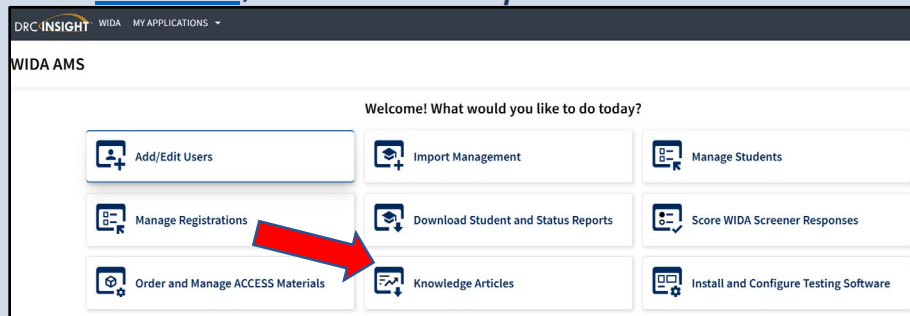 DRC INSIGHT WIDA MY APPLICATIONS
WIDA AMS
Welcome! What would you like to do today?
Add/Edit Users
Import Management
Manage Students
Manage Registrations
Download Student and Status Reports
Score WIDA Screener Responses
Order and Manage ACCESS Materials
Knowledge Articles
Install and Configure Testing Software